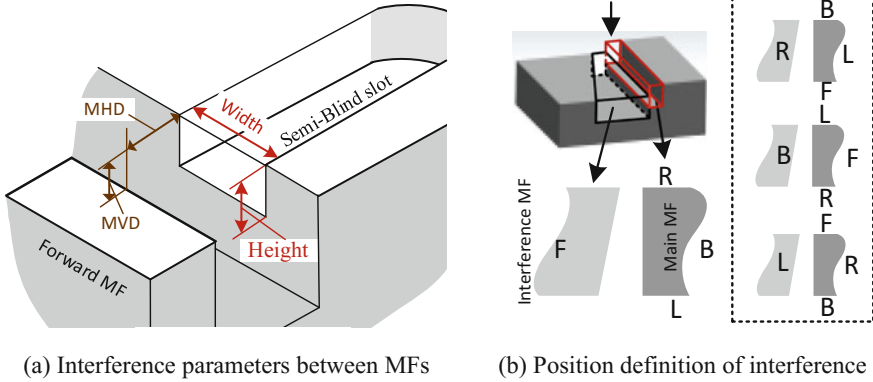 MHD
Width
Semi-Blind slot
MVD
Height
Forward MF
(a) Interference parameters between MFs
Interference MF
F
R
Main MF
B
L
B
R
L
F
L
B
F
R
F
L
R
B
(b) Position definition of interference